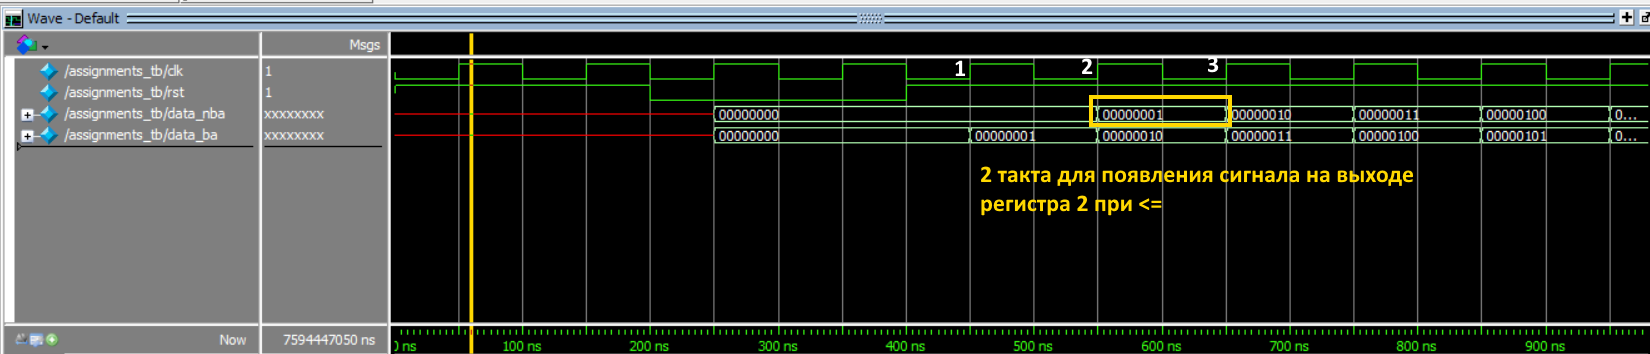 Wave - Default
Msgs
/assignments_tb/clk 1
/assignments_tb/rst 1
/assignments_tb/data_nba xxxxxxxx 00000000 00000001 00000010 00000011 00000100 0...
/assignments_tb/data_ba xxxxxxxx 00000000 00000001 00000010 00000011 00000100 00000101 0...
1 2 3
2 такта для появления сигнала на выходе
регистра 2 при <=
Now 7594447050 ns
ns 100 ns 200 ns 300 ns 400 ns 500 ns 600 ns 700 ns 800 ns 900 ns